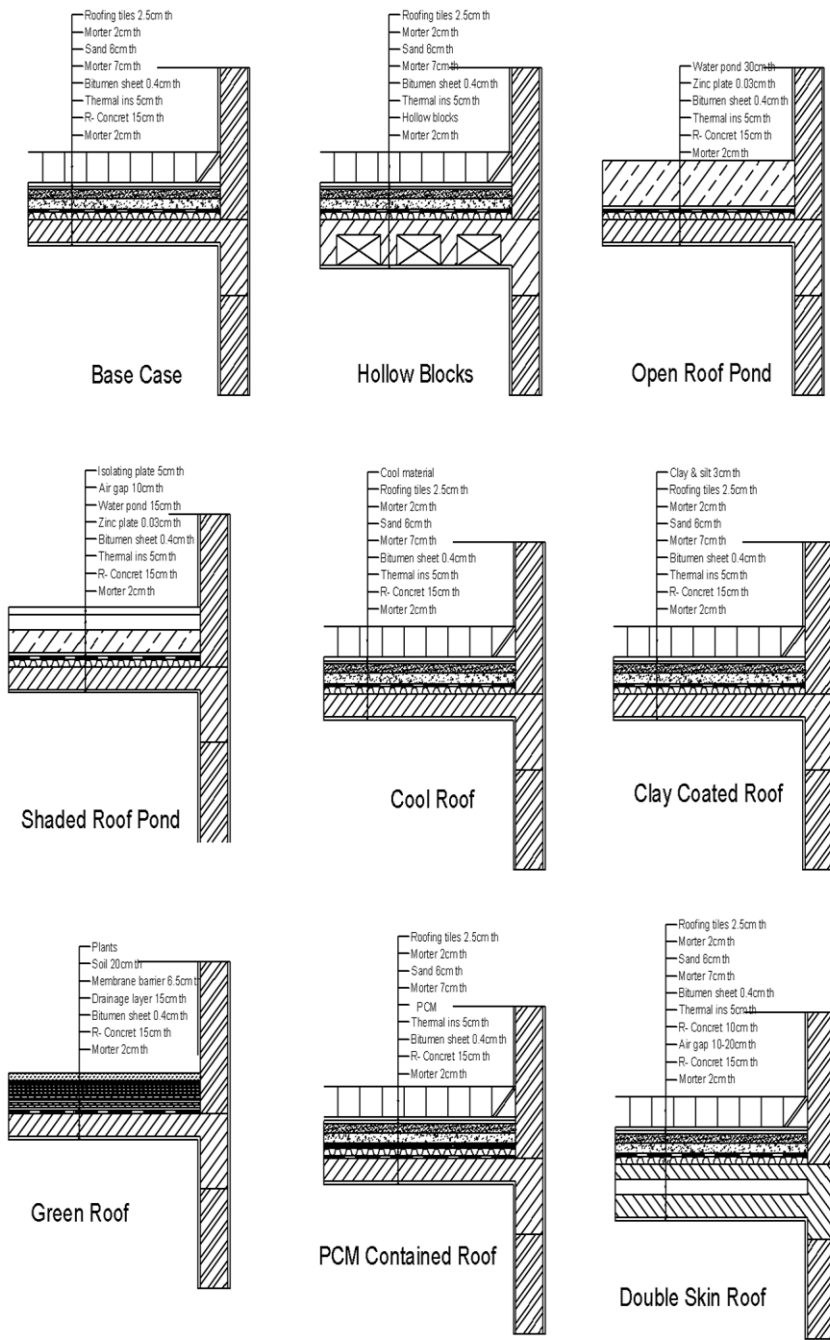 Roofing tiles 2.5cm th
Morter 2cm th
Sand 6cm th
Morter 7cm th
Bitumen sheet 0.4cm th
Thermal ins 5cm th
R- Concret 15cm th
Morter 2cm th
Base Case
Roofing tiles 2.5cm th
Morter 2cm th
Sand 6cm th
Morter 7cm th
Bitumen sheet 0.4cm th
Thermal ins 5cm th
Hollow blocks
Morter 2cm th
Hollow Blocks
Water pond 30cm th
Zinc plate 0.03cm th
Bitumen sheet 0.4cm th
Thermal ins 5cm th
R- Concret 15cm th
Morter 2cm th
Open Roof Pond
Isolating plate 5cm th
Air gap 10cm th
Water pond 15cm th
Zinc plate 0.03cm th
Bitumen sheet 0.4cm th
Thermal ins 5cm th
R- Concret 15cm th
Morter 2cm th
Shaded Roof Pond
Cool material
Roofing tiles 2.5cm th
Morter 2cm th
Sand 6cm th
Morter 7cm th
Bitumen sheet 0.4cm th
Thermal ins 5cm th
R- Concret 15cm th
Morter 2cm th
Cool Roof
Clay & silt 3cm th
Roofing tiles 2.5cm th
Morter 2cm th
Sand 6cm th
Morter 7cm th
Bitumen sheet 0.4cm th
Thermal ins 5cm th
R- Concret 15cm th
Morter 2cm th
Clay Coated Roof
Plants
Soil 20cm th
Membrane barrier 6.5cm th
Drainage layer 15cm th
Bitumen sheet 0.4cm th
R- Concret 15cm th
Morter 2cm th
Green Roof
Roofing tiles 2.5cm th
Morter 2cm th
Sand 6cm th
Morter 7cm th
PCM
Thermal ins 5cm th
Bitumen sheet 0.4cm th
R- Concret 15cm th
Morter 2cm th
PCM Contained Roof
Roofing tiles 2.5cm th
Morter 2cm th
Sand 6cm th
Morter 7cm th
Bitumen sheet 0.4cm th
Thermal ins 5cm th
R- Concret 10cm th
Air gap 10-20cm th
R- Concret 15cm th
Morter 2cm th
Double Skin Roof